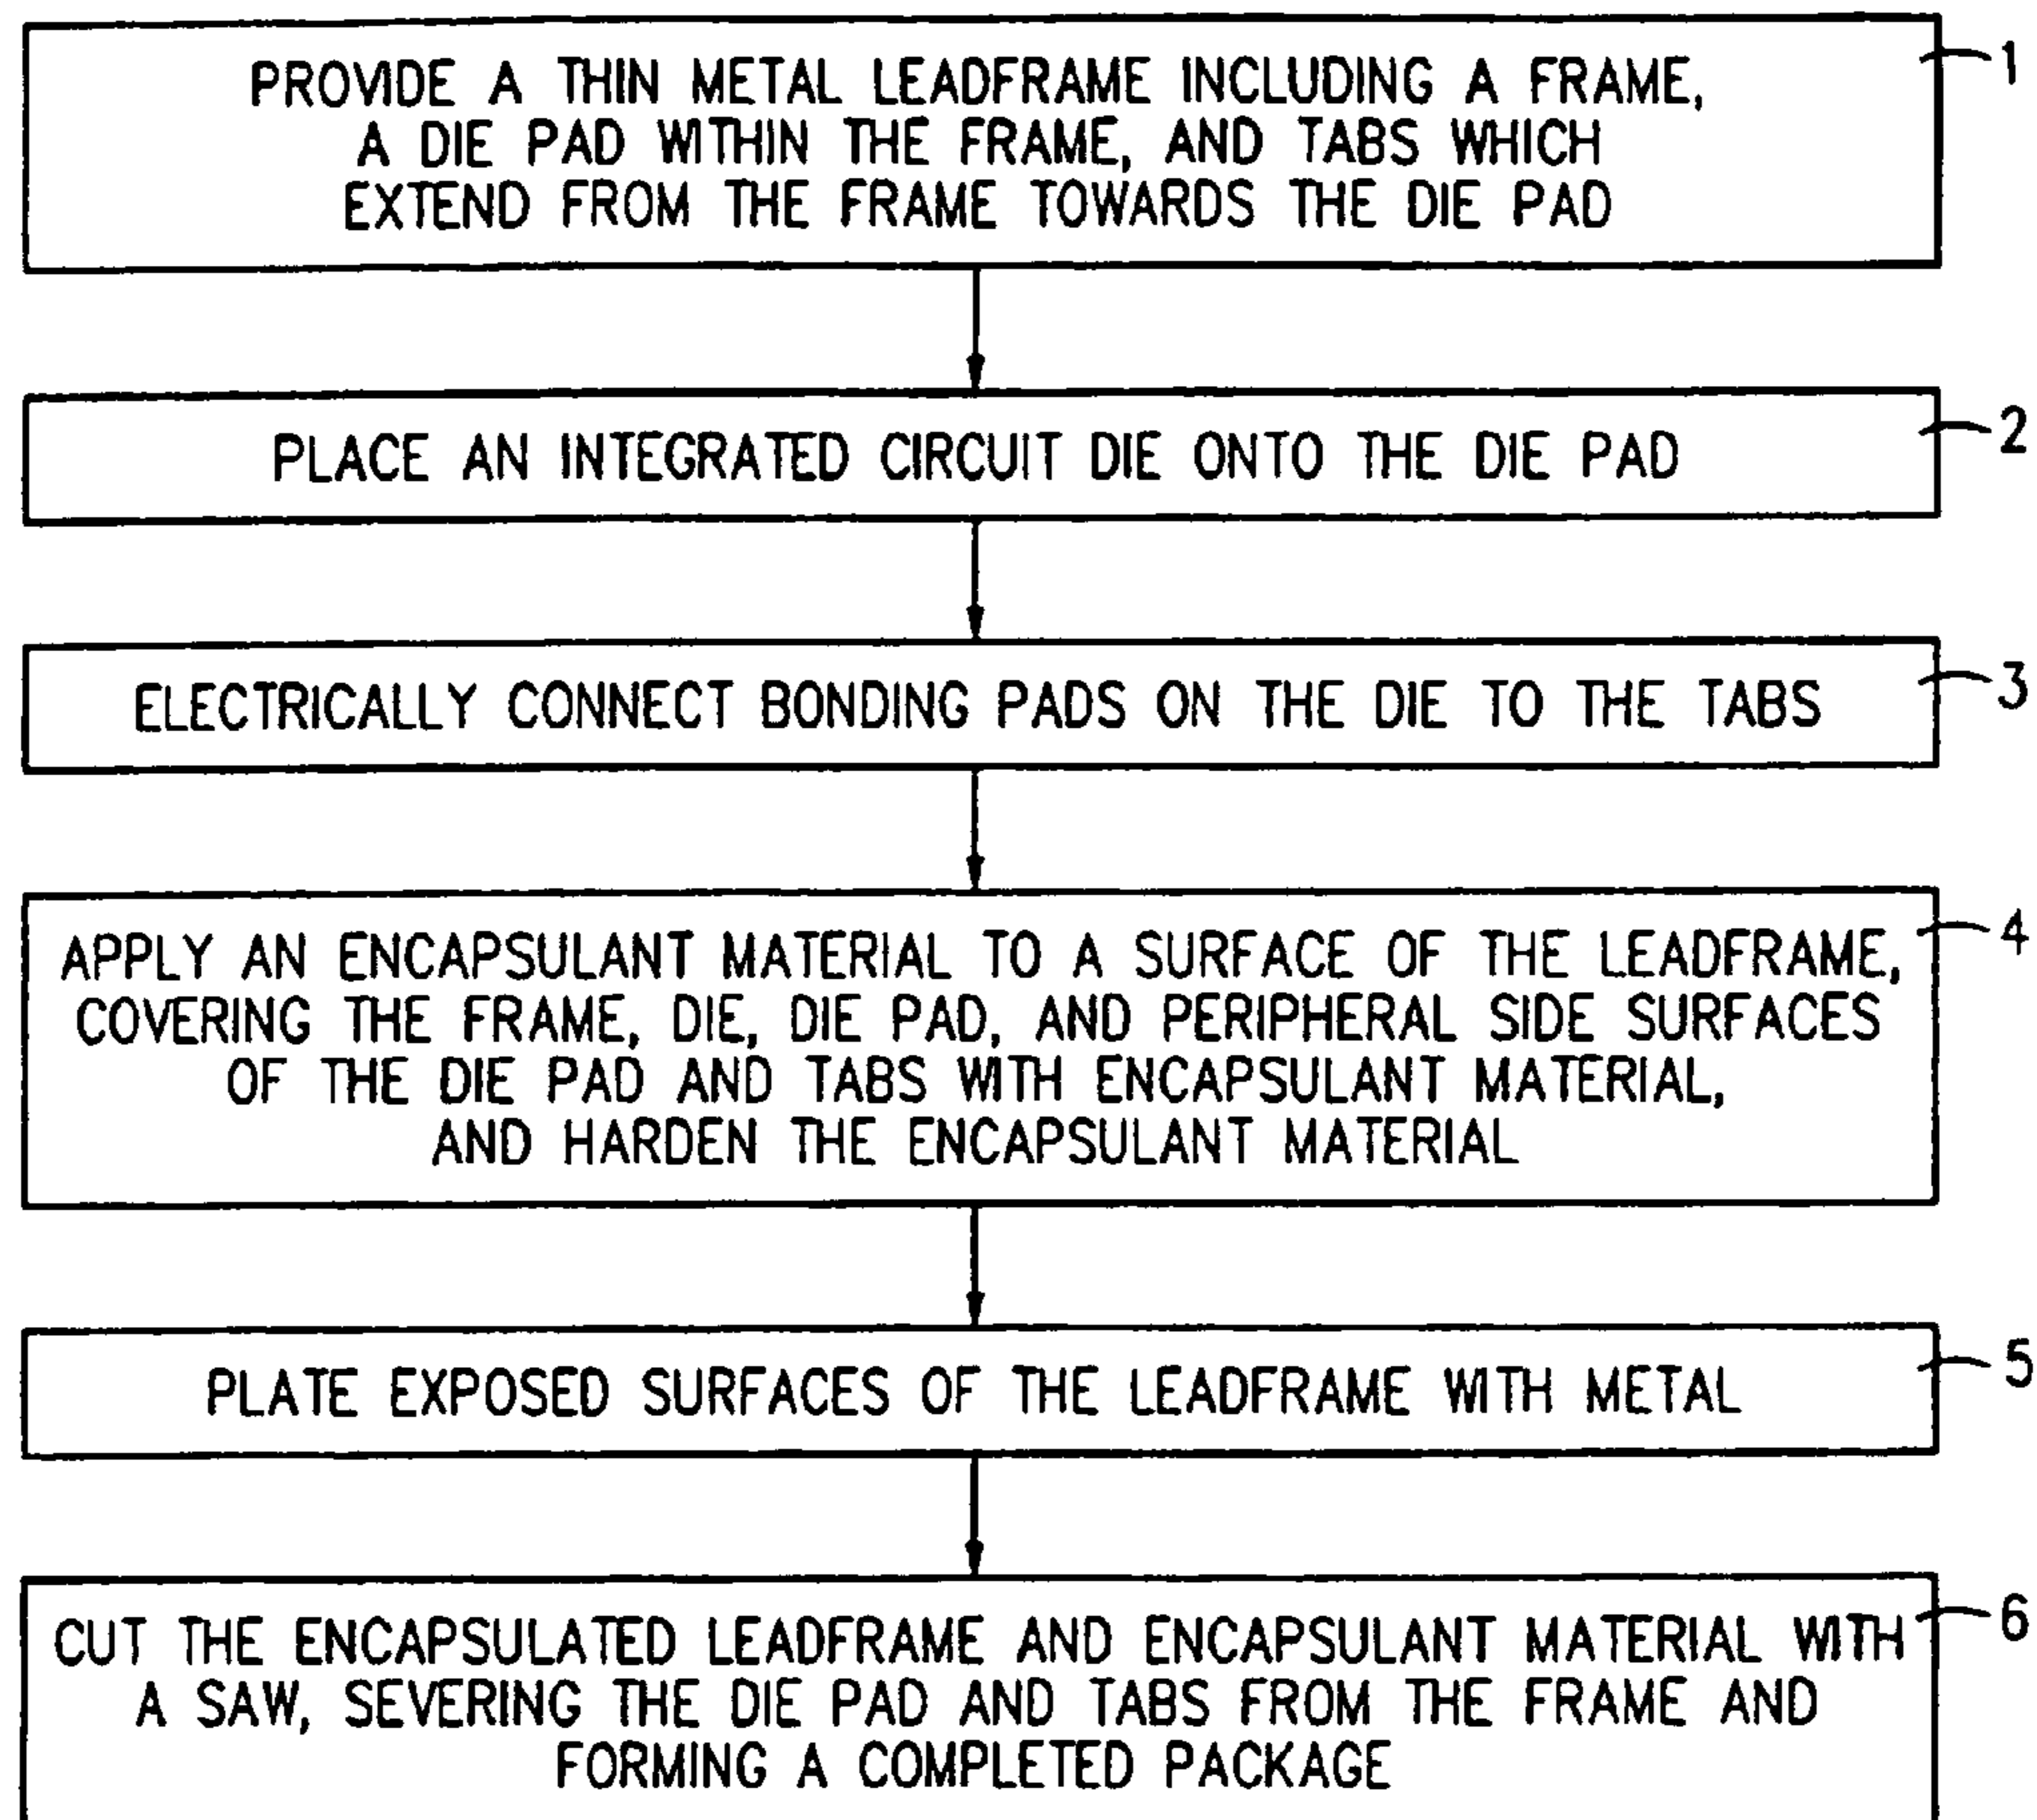 PROVIDE A THIN METAL LEADFRAME INCLUDING A FRAME,
A DIE PAD WITHIN THE FRAME, AND TABS WHICH
EXTEND FROM THE FRAME TOWARDS THE DIE PAD
1
PLACE AN INTEGRATED CIRCUIT DIE ONTO THE DIE PAD
2
ELECTRICALLY CONNECT BONDING PADS ON THE DIE TO THE TABS
3
APPLY AN ENCAPSULANT MATERIAL TO A SURFACE OF THE LEADFRAME,
COVERING THE FRAME, DIE, DIE PAD, AND PERIPHERAL SIDE SURFACES
OF THE DIE PAD AND TABS WITH ENCAPSULANT MATERIAL,
AND HARDEN THE ENCAPSULANT MATERIAL
4
PLATE EXPOSED SURFACES OF THE LEADFRAME WITH METAL
5
CUT THE ENCAPSULATED LEADFRAME AND ENCAPSULANT MATERIAL WITH
A SAW, SEVERING THE DIE PAD AND TABS FROM THE FRAME AND
FORMING A COMPLETED PACKAGE
6